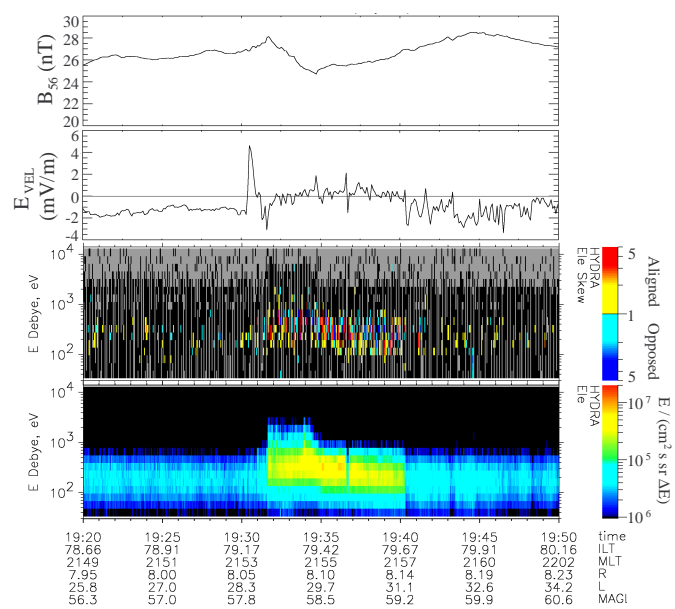 30
28
26
24
22
20
B56 (nT)
6
4
2
0
-2
-4
EVEL
(mV/m)
10^4
10^3
10^2
E Debye, eV
HYDRA
Ele Skew
5
1
5
Aligned
Opposed
10^4
10^3
10^2
E Debye, eV
HYDRA
Ele
10^7
10^5
10^6
E / (cm^2 s sr ΔE)
19:20 19:25 19:30 19:35 19:40 19:45 19:50 time
78.66 78.91 79.17 79.42 79.67 79.91 80.16 ILT
2149 2151 2153 2155 2157 2160 2202 MLT
7.95 8.00 8.05 8.10 8.14 8.19 8.23 R
25.8 27.0 28.3 29.7 31.1 32.6 34.2 L
56.3 57.0 57.8 58.5 59.2 59.9 60.6 MAGL